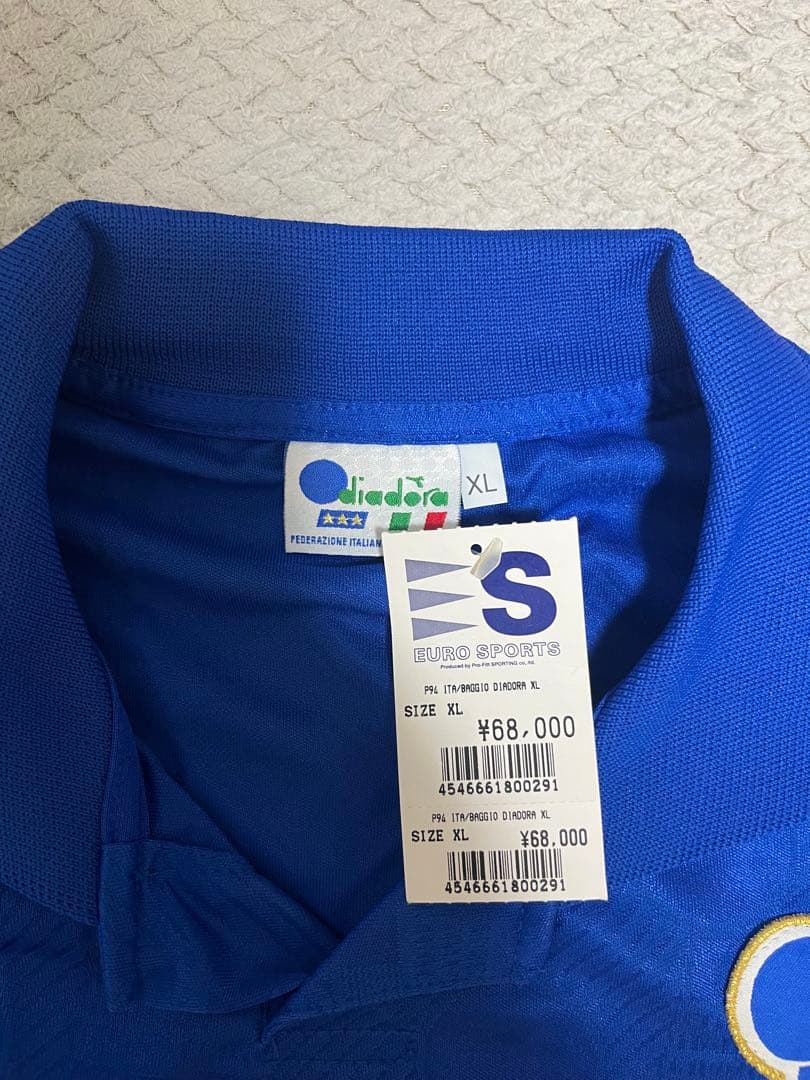 diadora
XL
FEDERAZIONE ITALIAN
S
EURO SPORTS
Produced by Pro-Fitt SPORTING co.,ltd.
P94 ITA/BAGGIO DIADORA XL
SIZE XL
¥68,000
4546661800291
P94 ITA/BAGGIO DIADORA XL
SIZE XL
¥68,000
4546661800291